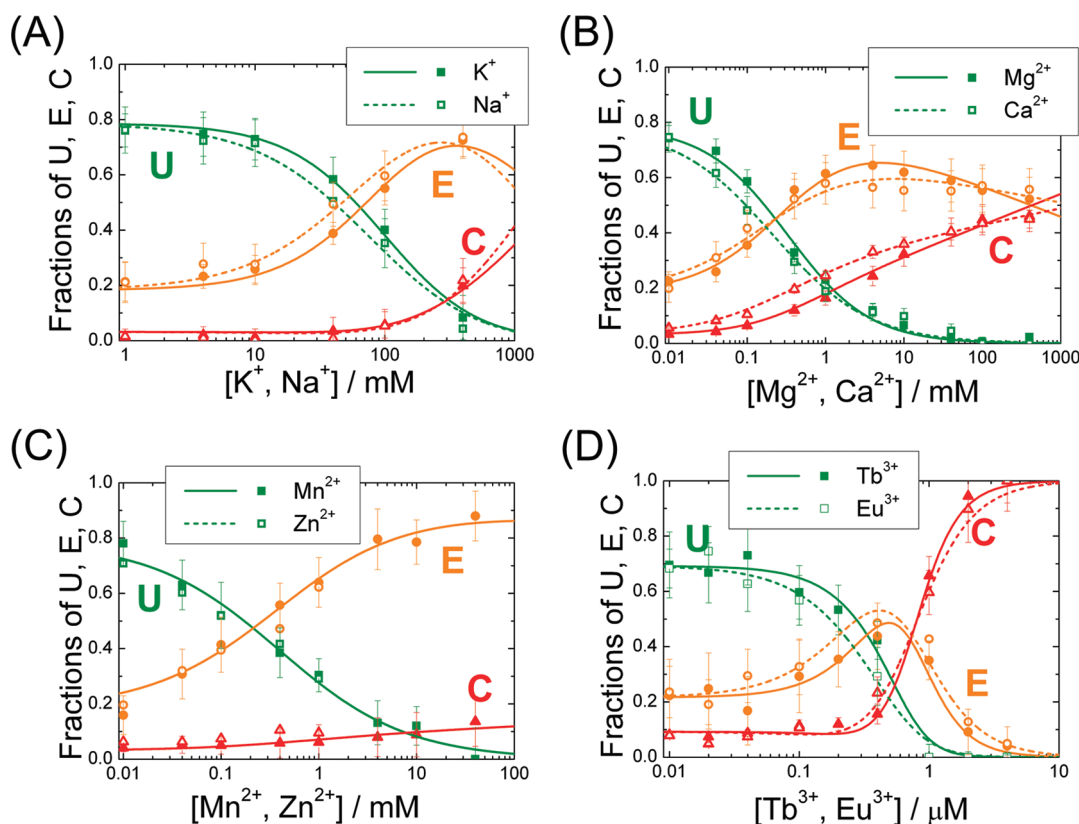 (A)
K⁺
Na⁺
Fractions of U, E, C
1.0
0.8
0.6
0.4
0.2
0.0
U
E
C
1 10 100 1000
[K⁺, Na⁺] / mM
(B)
Mg²⁺
Ca²⁺
Fractions of U, E, C
1.0
0.8
0.6
0.4
0.2
0.0
U
E
C
0.01 0.1 1 10 100 1000
[Mg²⁺, Ca²⁺] / mM
(C)
Mn²⁺
Zn²⁺
Fractions of U, E, C
1.0
0.8
0.6
0.4
0.2
0.0
U
E
C
0.01 0.1 1 10 100
[Mn²⁺, Zn²⁺] / mM
(D)
Tb³⁺
Eu³⁺
Fractions of U, E, C
1.0
0.8
0.6
0.4
0.2
0.0
U
C
E
0.01 0.1 1 10
[Tb³⁺, Eu³⁺] / μM